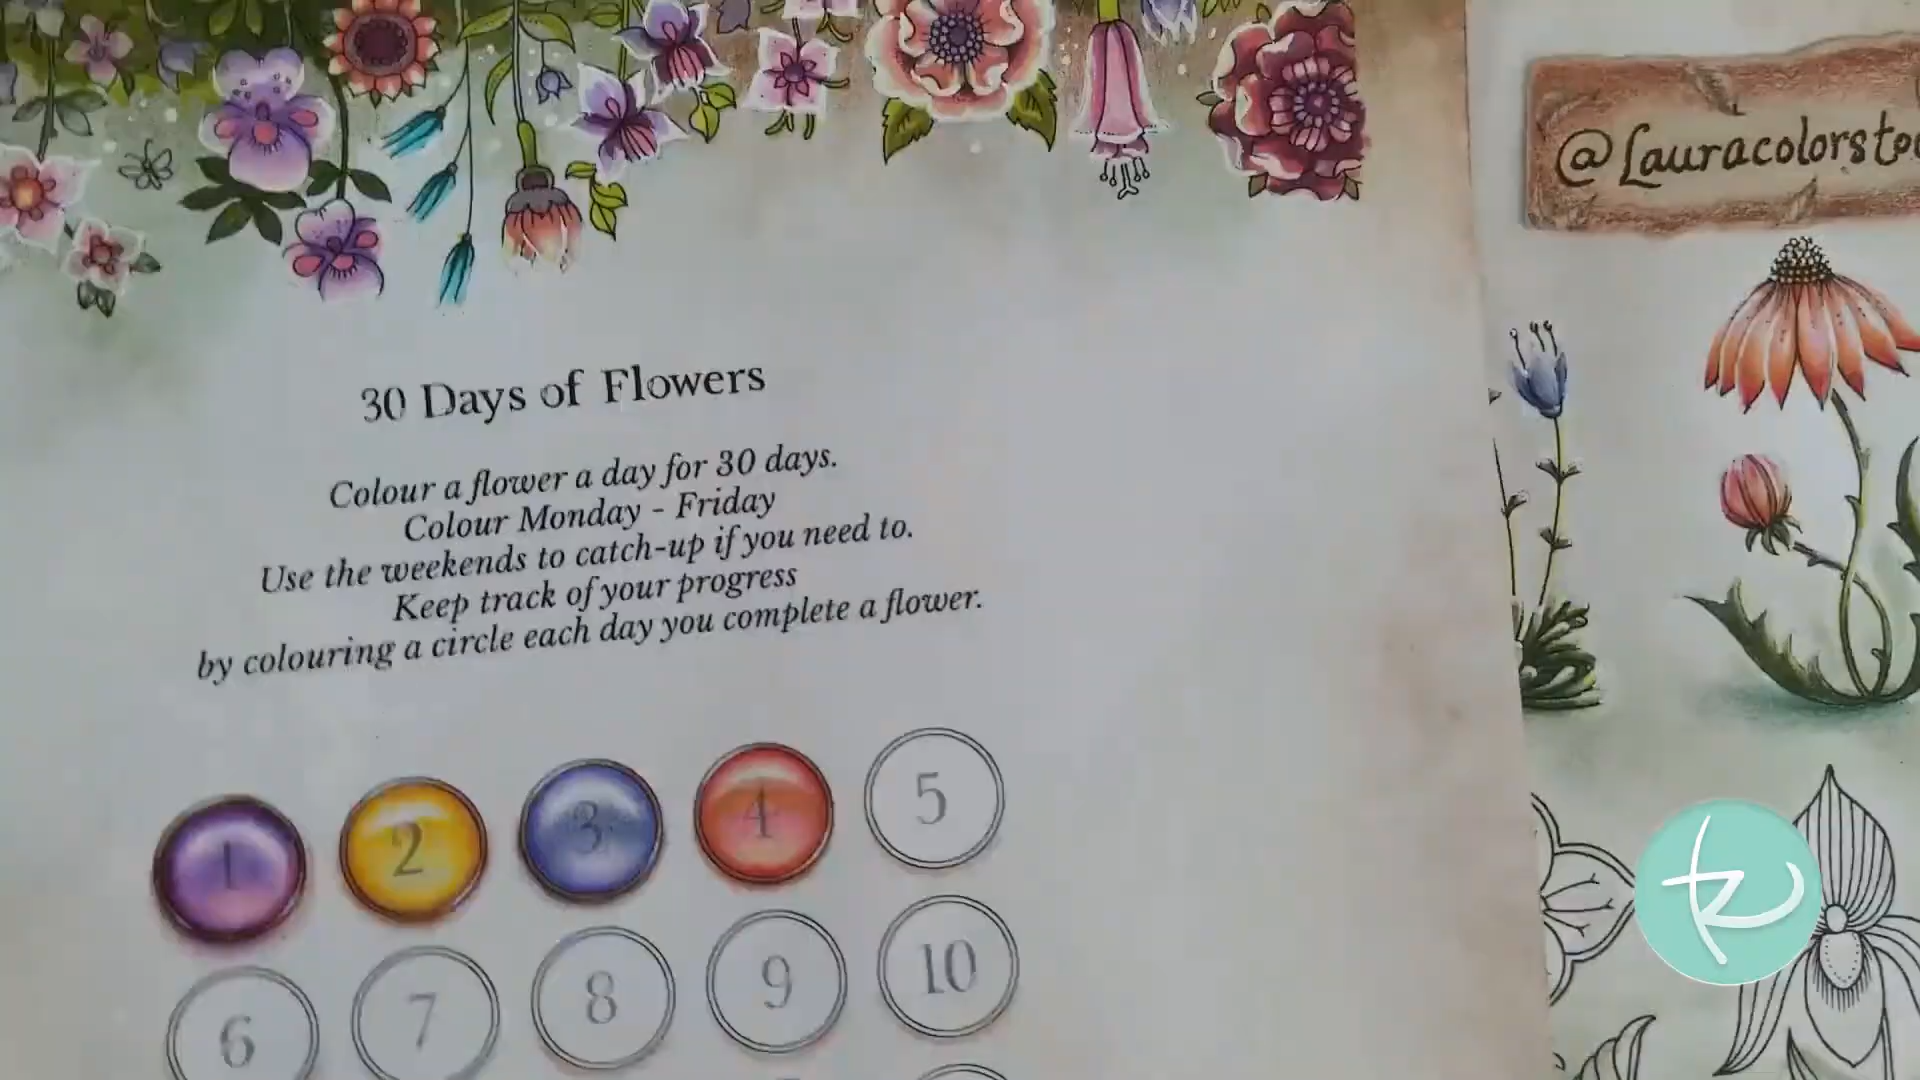 @Lauracolorstoo
30 Days of Flowers
Colour a flower a day for 30 days.
Colour Monday - Friday
Use the weekends to catch-up if you need to.
Keep track of your progress
by colouring a circle each day you complete a flower.
1 2 3 4 5
6 7 8 9 10